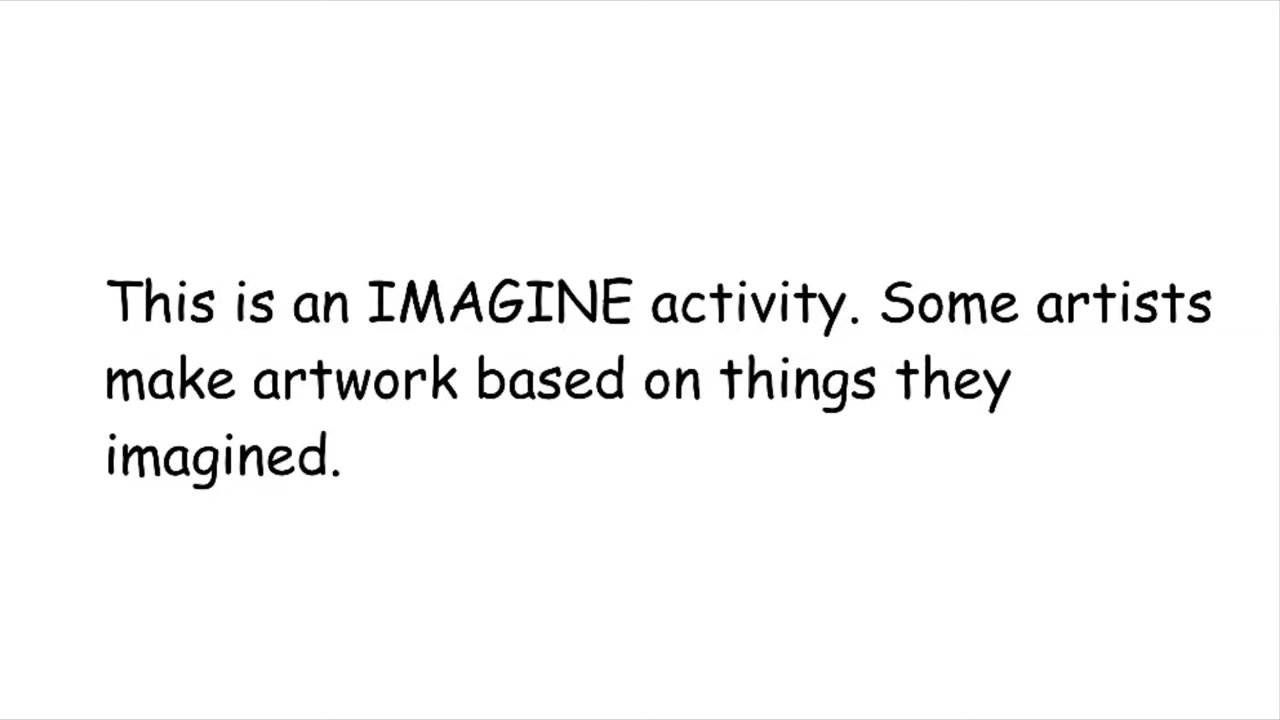 This is an IMAGINE activity. Some artists
make artwork based on things they
imagined.